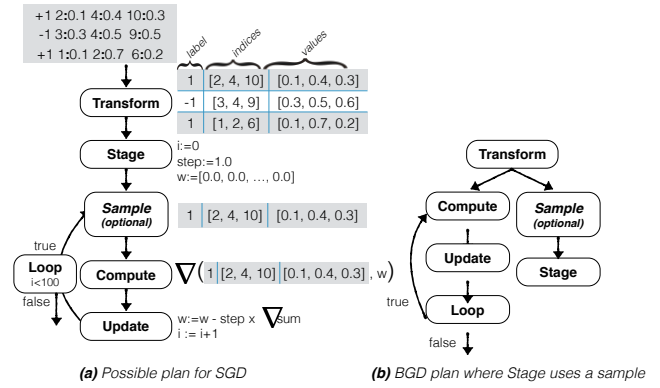 +1 2:0.1 4:0.4 10:0.3
-1 3:0.3 4:0.5 9:0.5
+1 1:0.1 2:0.7 6:0.2
label indices values
1 [2, 4, 10] [0.1, 0.4, 0.3]
-1 [3, 4, 9] [0.3, 0.5, 0.6]
1 [1, 2, 6] [0.1, 0.7, 0.2]
Transform
Stage
i:=0
step:=1.0
w:=[0.0, 0.0, ..., 0.0]
Sample
(optional)
1 [2, 4, 10] [0.1, 0.4, 0.3]
true
Loop
i<100
false
Compute
∇(1 [2, 4, 10] [0.1, 0.4, 0.3] , w)
Update
w:=w - step x ∇sum
i := i+1
(a) Possible plan for SGD
Transform
Compute
Sample
(optional)
Update
Stage
true
Loop
false
(b) BGD plan where Stage uses a sample